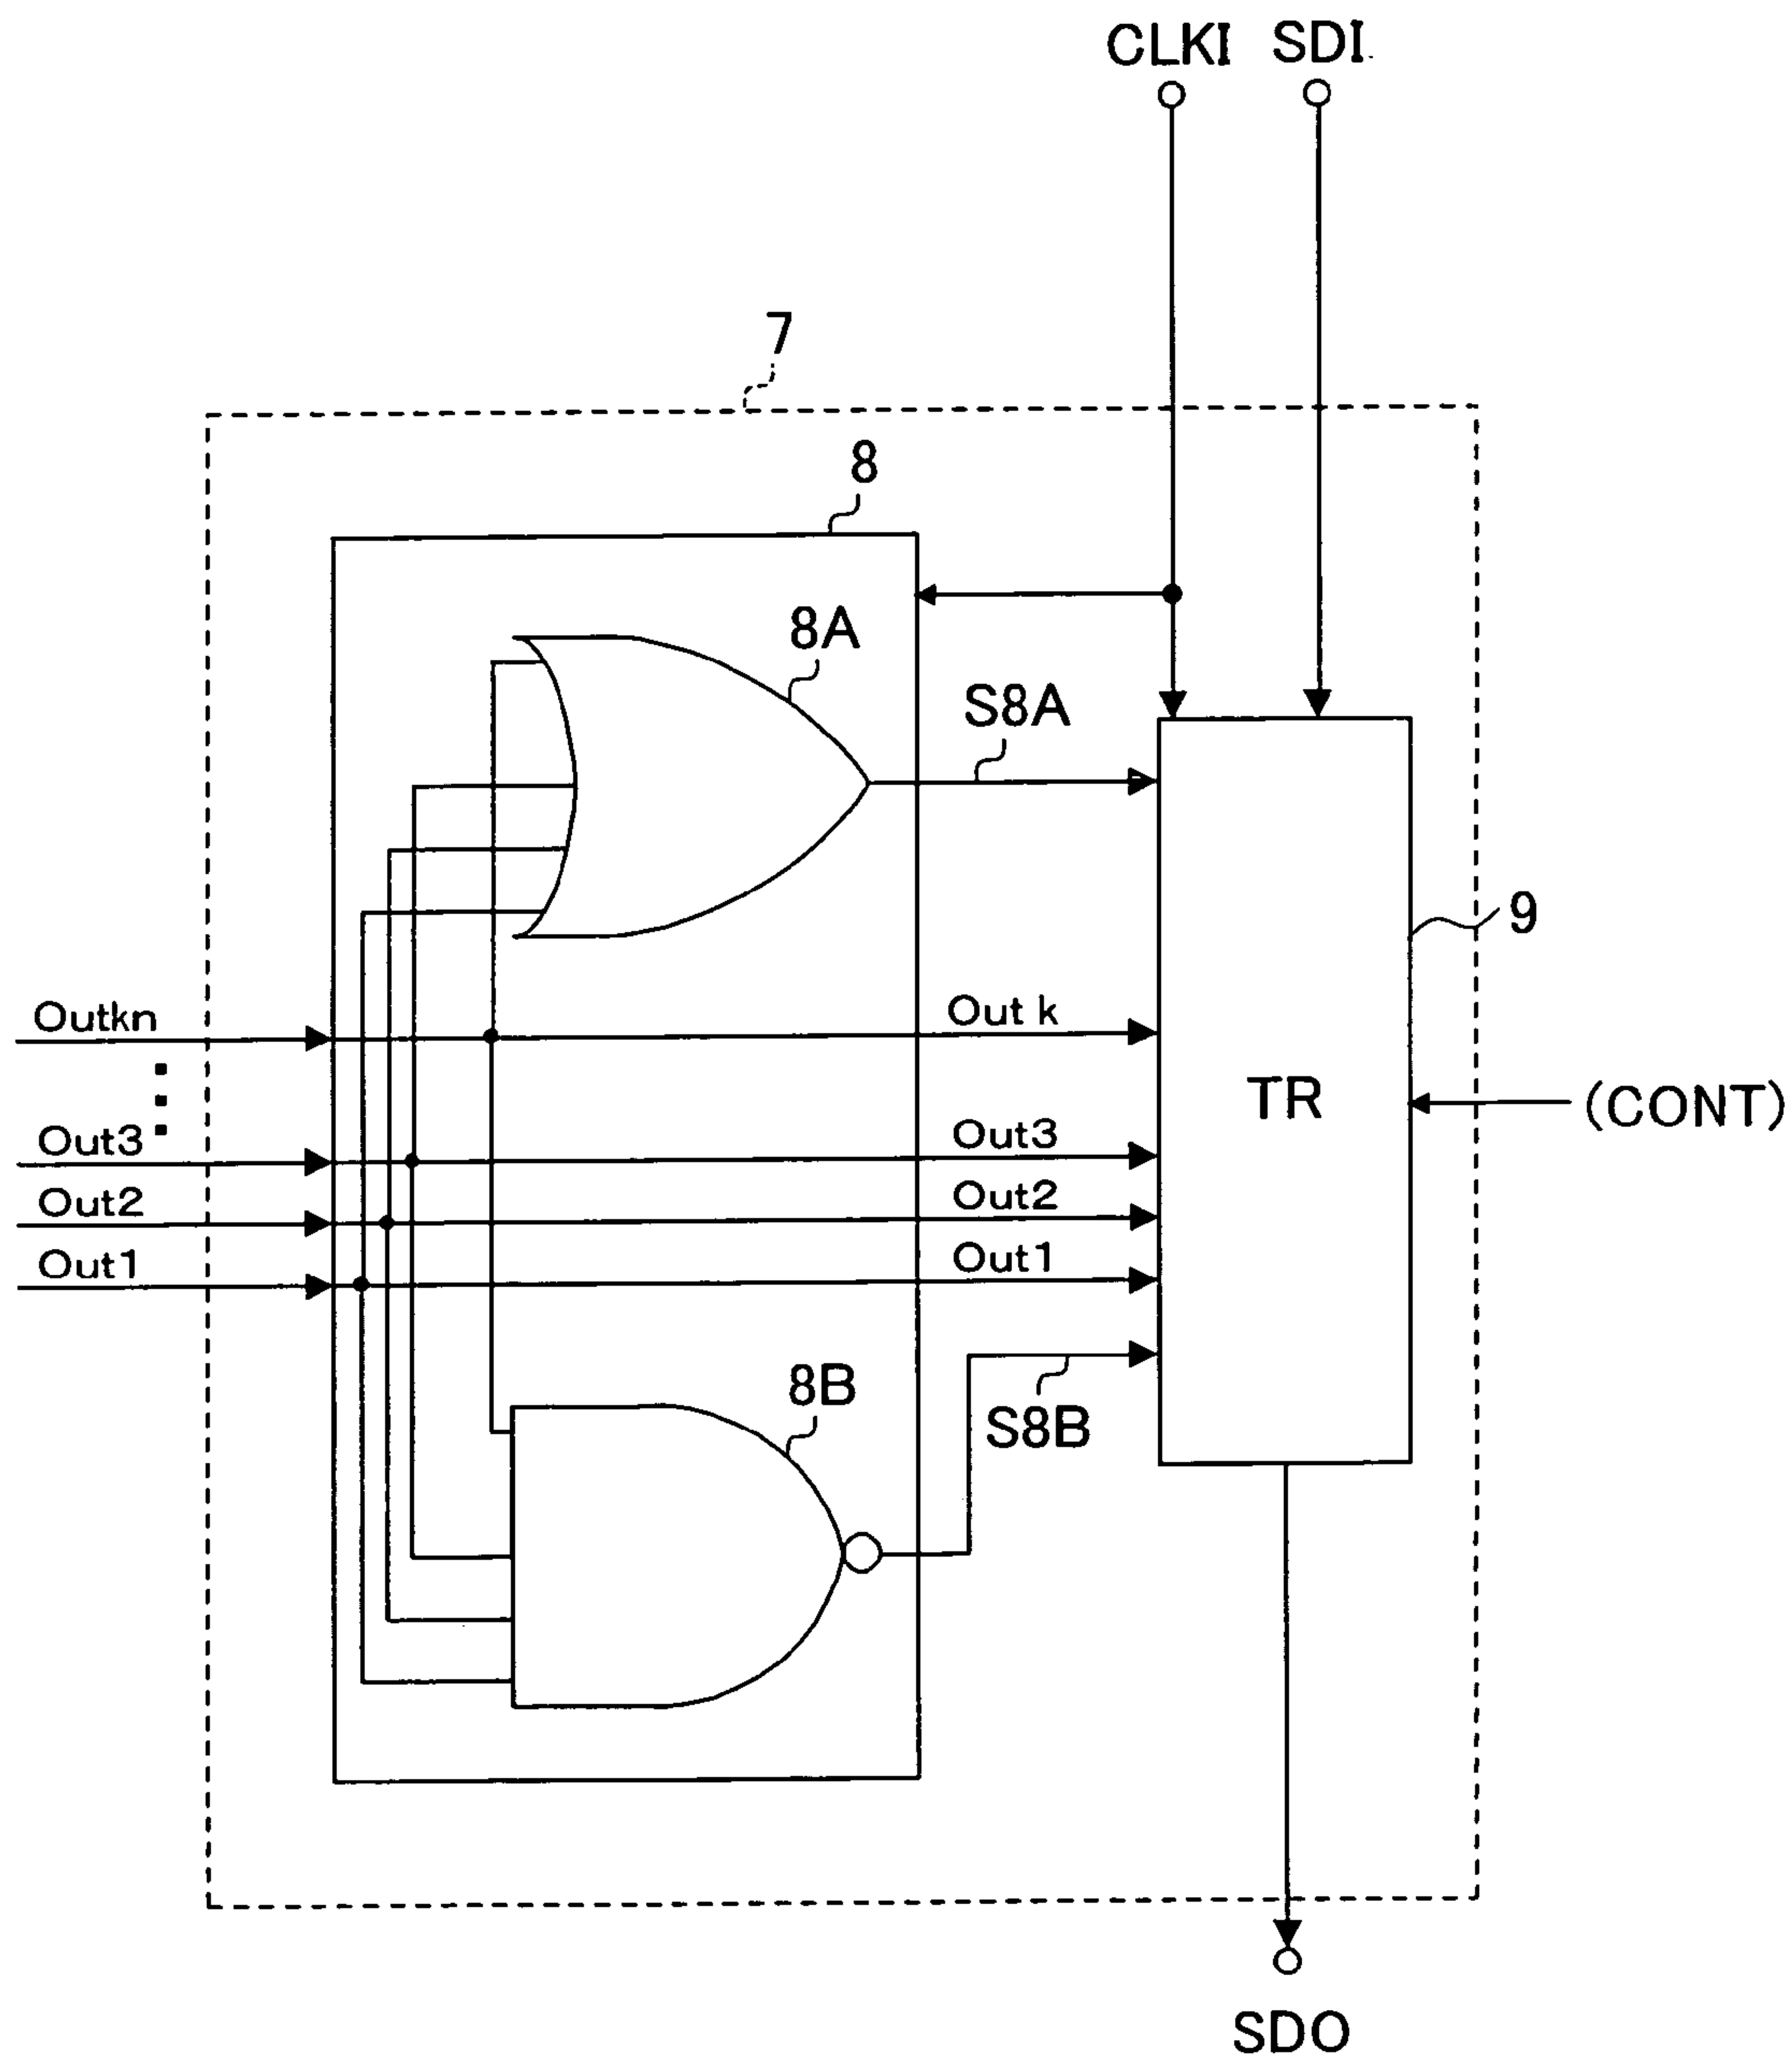 CLKI SDI
7
8
8A
S8A
9
Outkn Out k
TR
(CONT)
Out3 Out3
Out2 Out2
Out1 Out1
8B
S8B
SDO